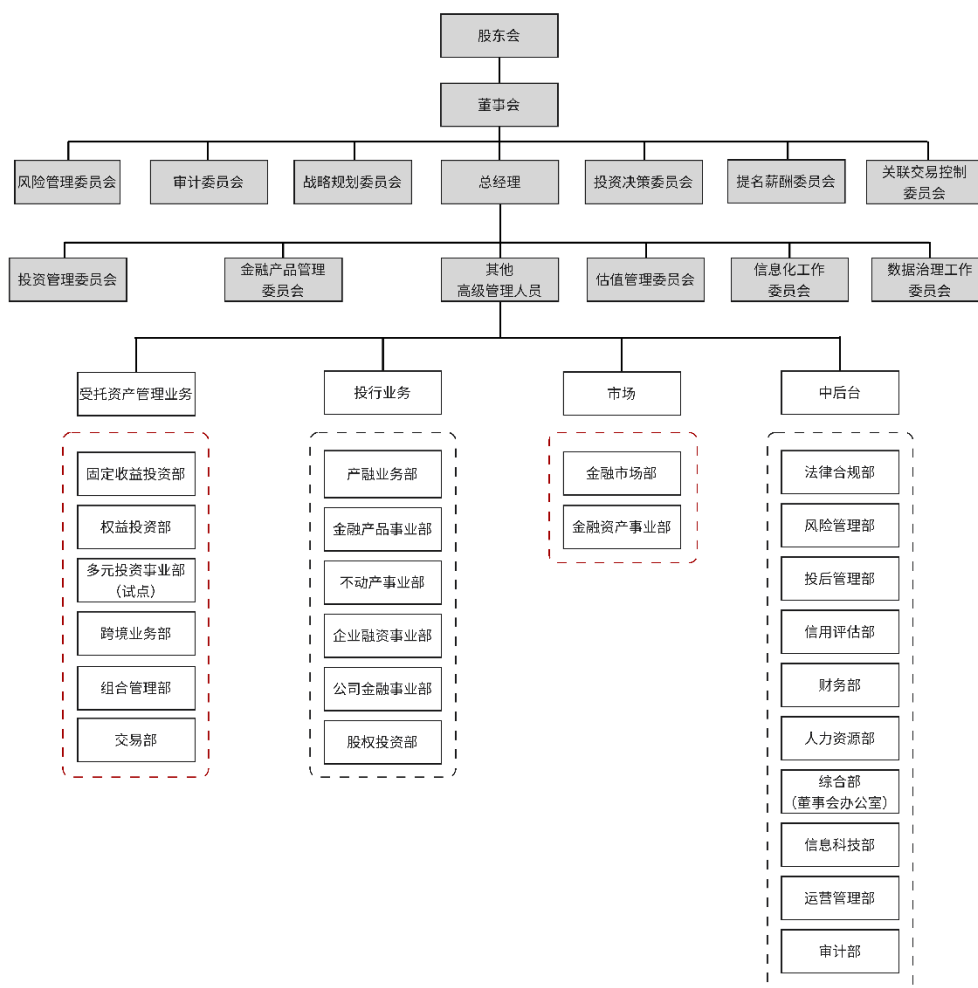 股东会
董事会
风险管理委员会
审计委员会
战略规划委员会
总经理
投资决策委员会
提名薪酬委员会
关联交易控制
委员会
投资管理委员会
金融产品管理
委员会
其他
高级管理人员
估值管理委员会
信息化工作
委员会
数据治理工作
委员会
受托资产管理业务
投行业务
市场
中后台
固定收益投资部
权益投资部
多元投资事业部
（试点）
跨境业务部
组合管理部
交易部
产融业务部
金融产品事业部
不动产事业部
企业融资事业部
公司金融事业部
股权投资部
金融市场部
金融资产事业部
法律合规部
风险管理部
投后管理部
信用评估部
财务部
人力资源部
综合部
（董事会办公室）
信息科技部
运营管理部
审计部